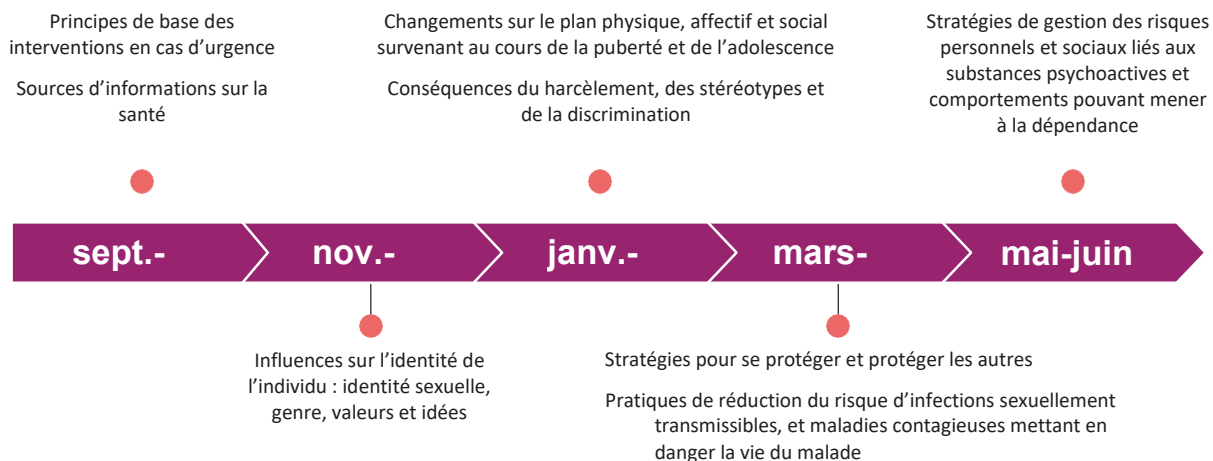 Principes de base des
interventions en cas d’urgence
Sources d’informations sur la
santé
Changements sur le plan physique, affectif et social
survenant au cours de la puberté et de l’adolescence
Conséquences du harcèlement, des stéréotypes et
de la discrimination
Stratégies de gestion des risques
personnels et sociaux liés aux
substances psychoactives et
comportements pouvant mener
à la dépendance
sept.-
nov.-
janv.-
mars-
mai-juin
Influences sur l’identité de
l’individu : identité sexuelle,
genre, valeurs et idées
Stratégies pour se protéger et protéger les autres
Pratiques de réduction du risque d’infections sexuellement
transmissibles, et maladies contagieuses mettant en
danger la vie du malade